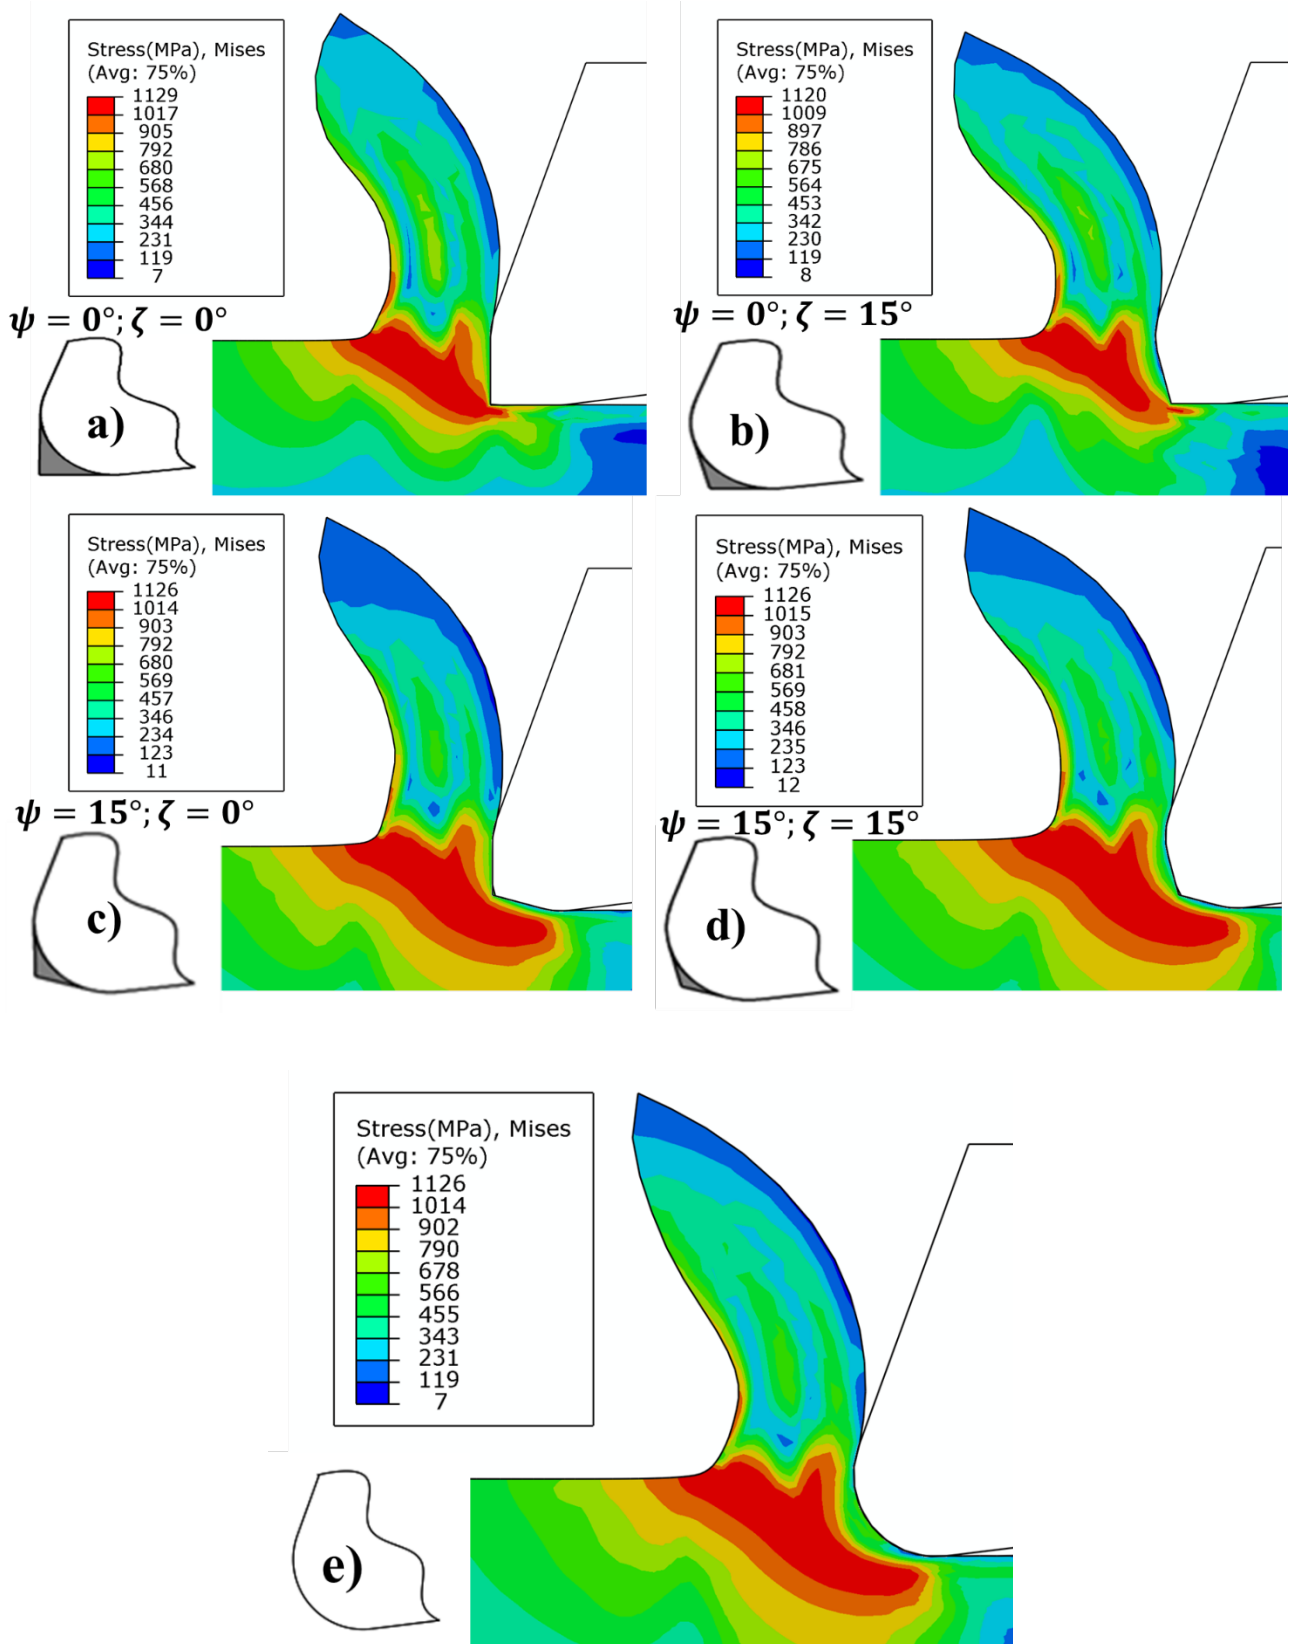 Stress(MPa), Mises
(Avg: 75%)
1129
1017
905
792
680
568
456
344
231
119
7
ψ = 0°; ζ = 0°
a)
Stress(MPa), Mises
(Avg: 75%)
1120
1009
897
786
675
564
453
342
230
119
8
ψ = 0°; ζ = 15°
b)
Stress(MPa), Mises
(Avg: 75%)
1126
1014
903
792
680
569
457
346
234
123
11
ψ = 15°; ζ = 0°
c)
Stress(MPa), Mises
(Avg: 75%)
1126
1015
903
792
681
569
458
346
235
123
12
ψ = 15°; ζ = 15°
d)
Stress(MPa), Mises
(Avg: 75%)
1126
1014
902
790
678
566
455
343
231
119
7
e)